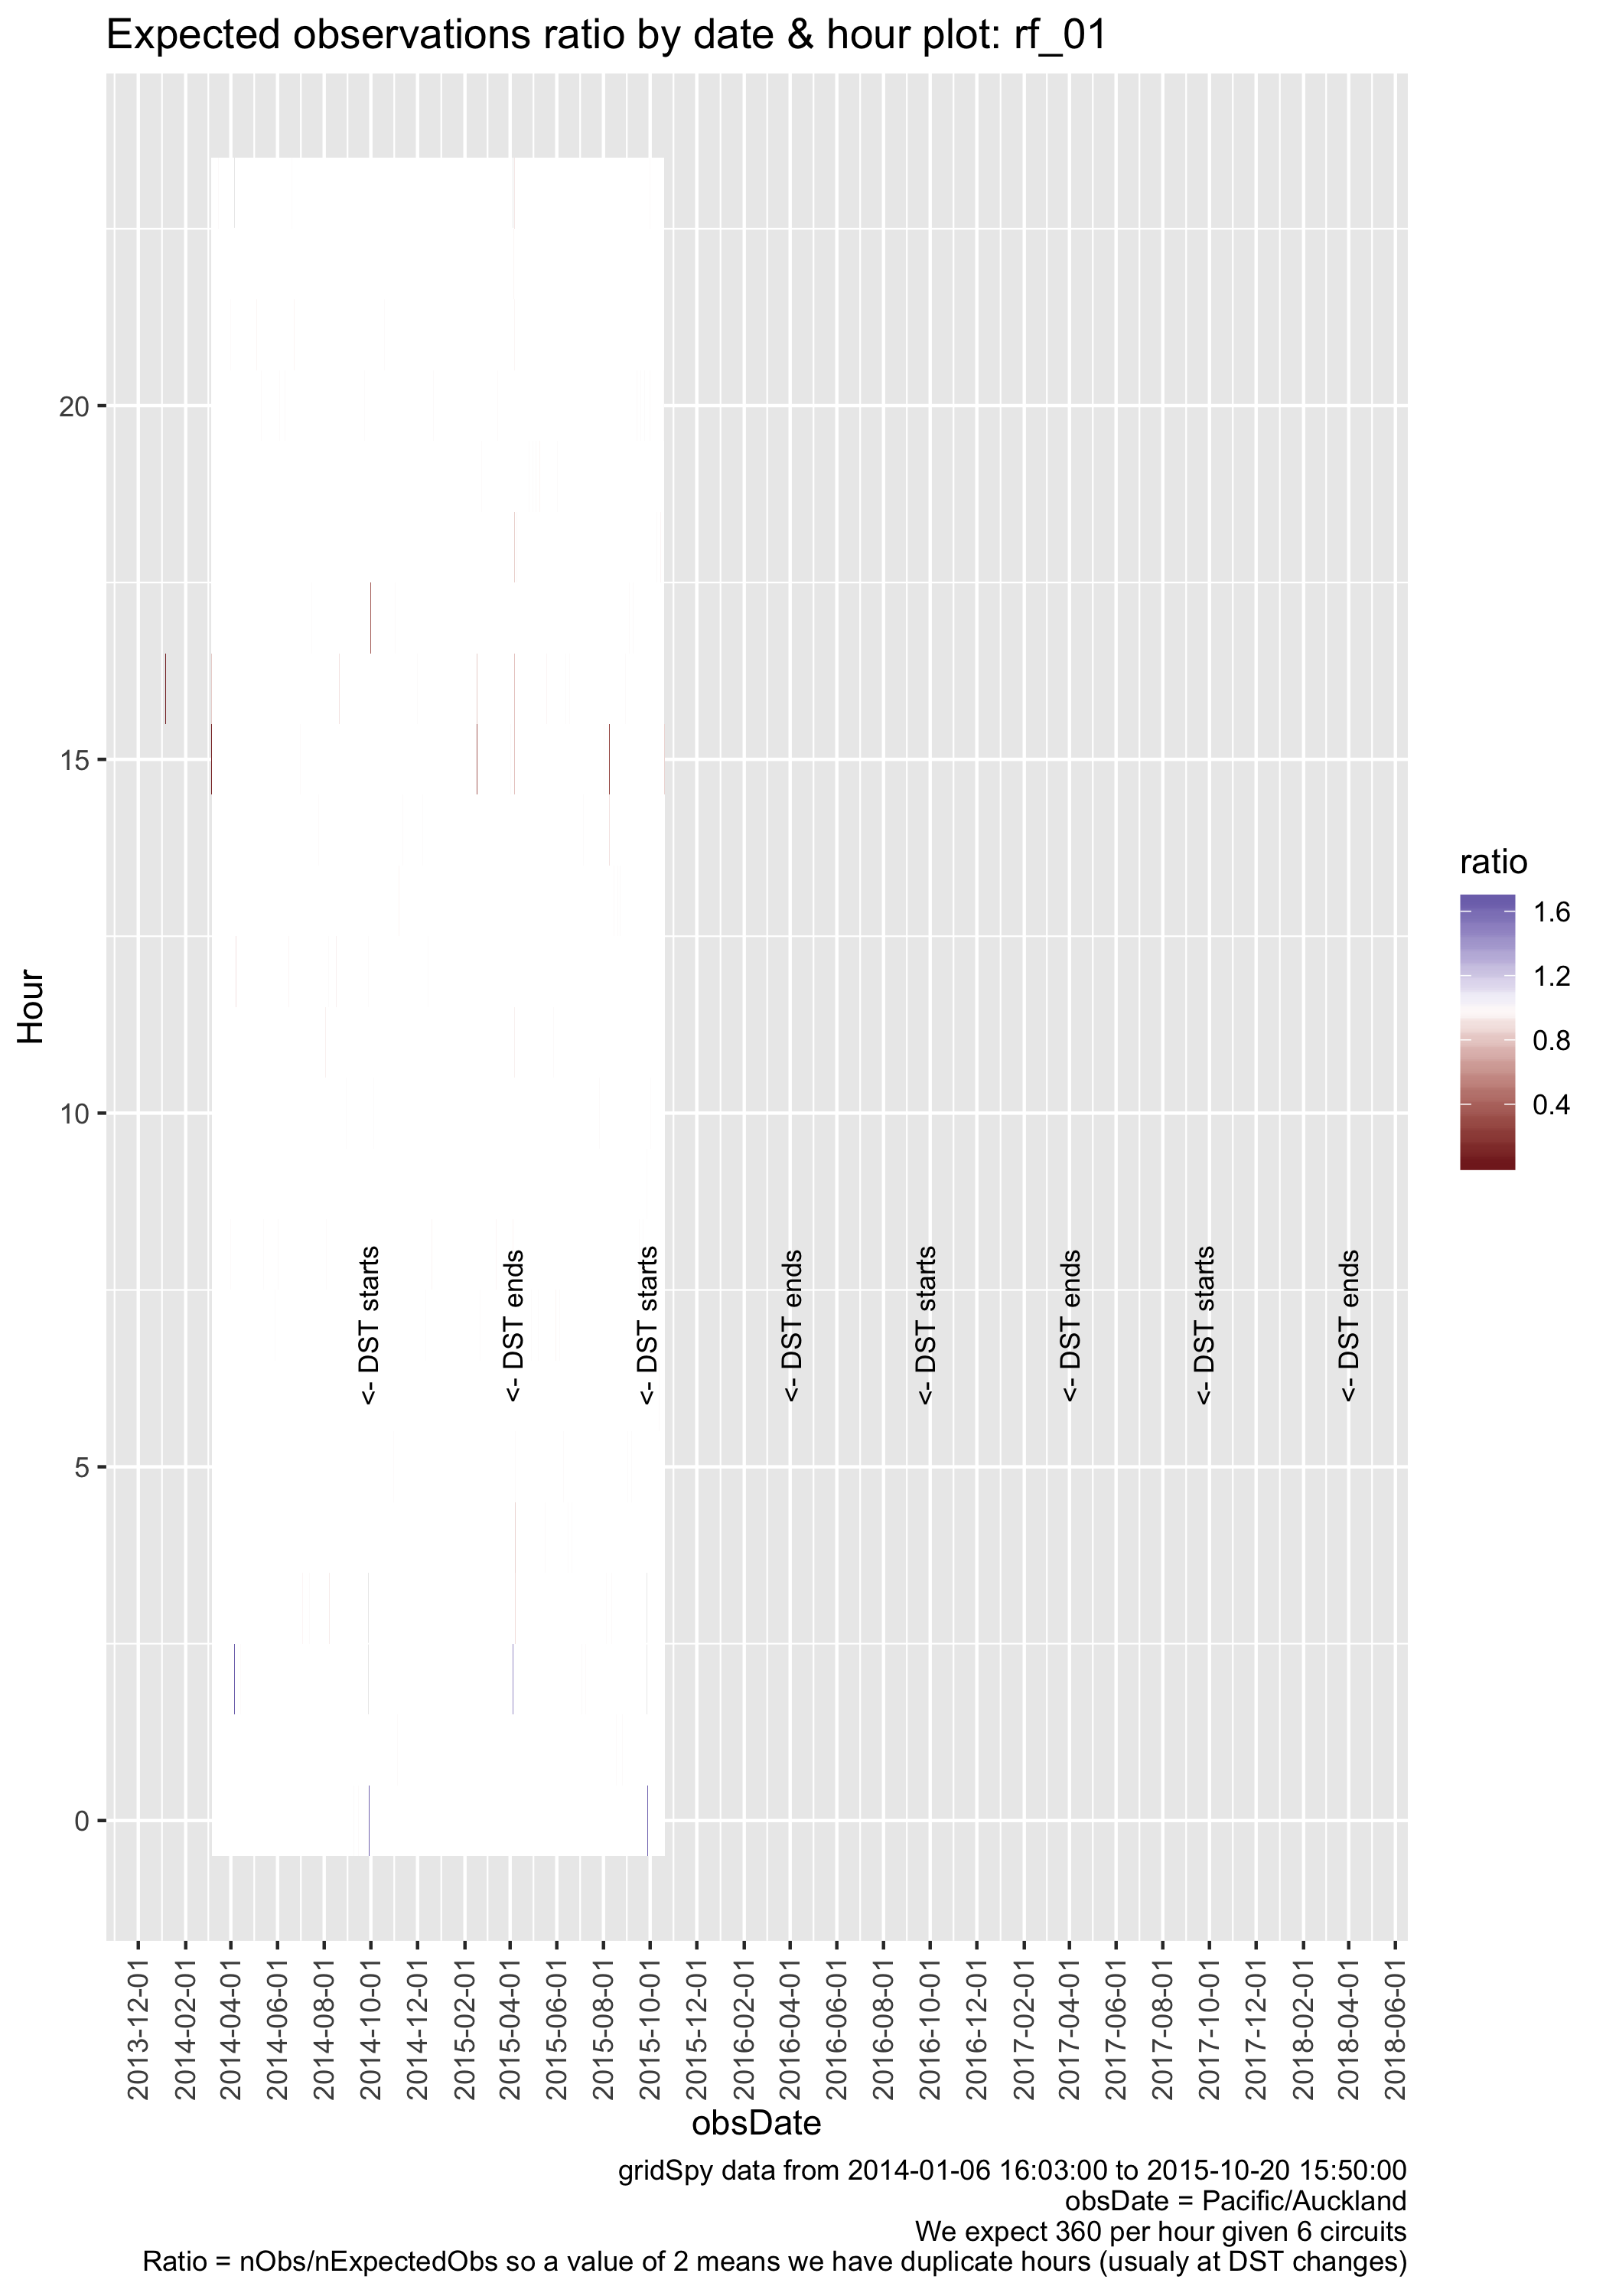 Expected observations ratio by date & hour plot: rf_01
20
15
10
5
0
Hour
<- DST starts
<- DST ends
<- DST starts
<- DST ends
<- DST starts
<- DST ends
<- DST starts
<- DST ends
ratio
1.6
1.2
0.8
0.4
2013-12-01
2014-02-01
2014-04-01
2014-06-01
2014-08-01
2014-10-01
2014-12-01
2015-02-01
2015-04-01
2015-06-01
2015-08-01
2015-10-01
2015-12-01
2016-02-01
2016-04-01
2016-06-01
2016-08-01
2016-10-01
2016-12-01
2017-02-01
2017-04-01
2017-06-01
2017-08-01
2017-10-01
2017-12-01
2018-02-01
2018-04-01
2018-06-01
obsDate
gridSpy data from 2014-01-06 16:03:00 to 2015-10-20 15:50:00
obsDate = Pacific/Auckland
We expect 360 per hour given 6 circuits
Ratio = nObs/nExpectedObs so a value of 2 means we have duplicate hours (usualy at DST changes)